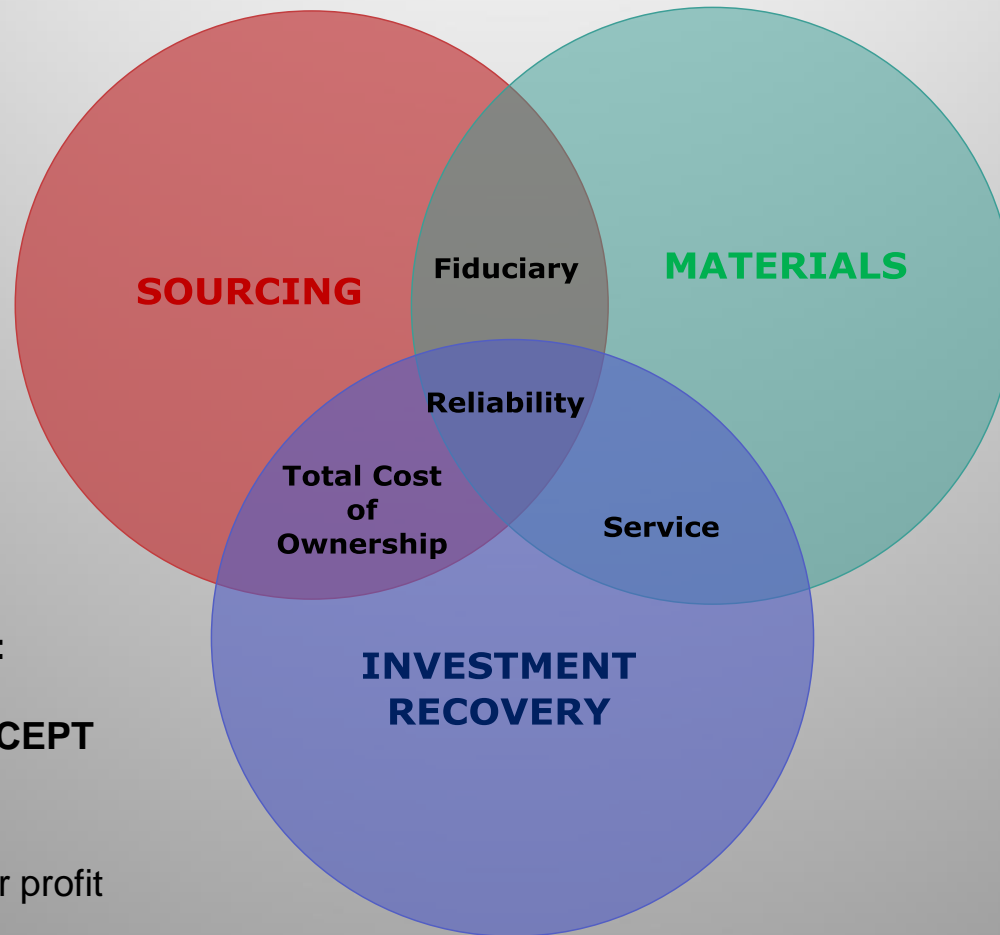 SOURCING
MATERIALS
Fiduciary
Reliability
Total Cost
of
Ownership
Service
INVESTMENT
RECOVERY
:
CEPT
r profit